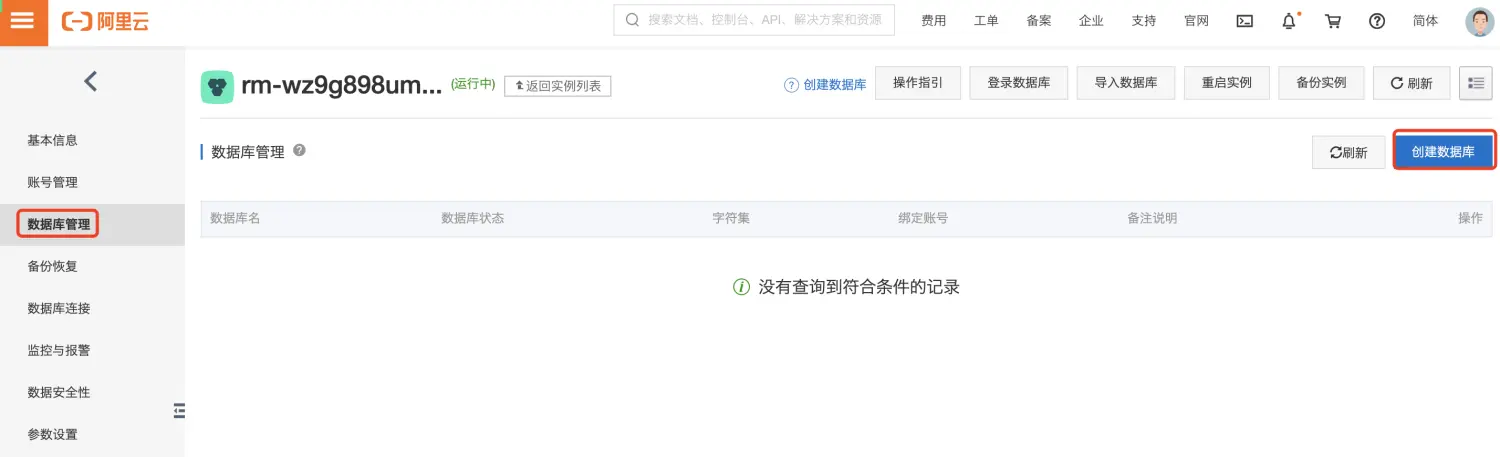 阿里云
搜索文档、控制台、API、解决方案和资源
费用 工单 备案 企业 支持 官网 简体
rm-wz9g898um... (运行中) 返回实例列表 创建数据库 操作指引 登录数据库 导入数据库 重启实例 备份实例 刷新
基本信息
账号管理
数据库管理
备份恢复
数据库连接
监控与报警
数据安全性
参数设置
数据库管理 刷新 创建数据库
数据库名 数据库状态 字符集 绑定账号 备注说明 操作
没有查询到符合条件的记录